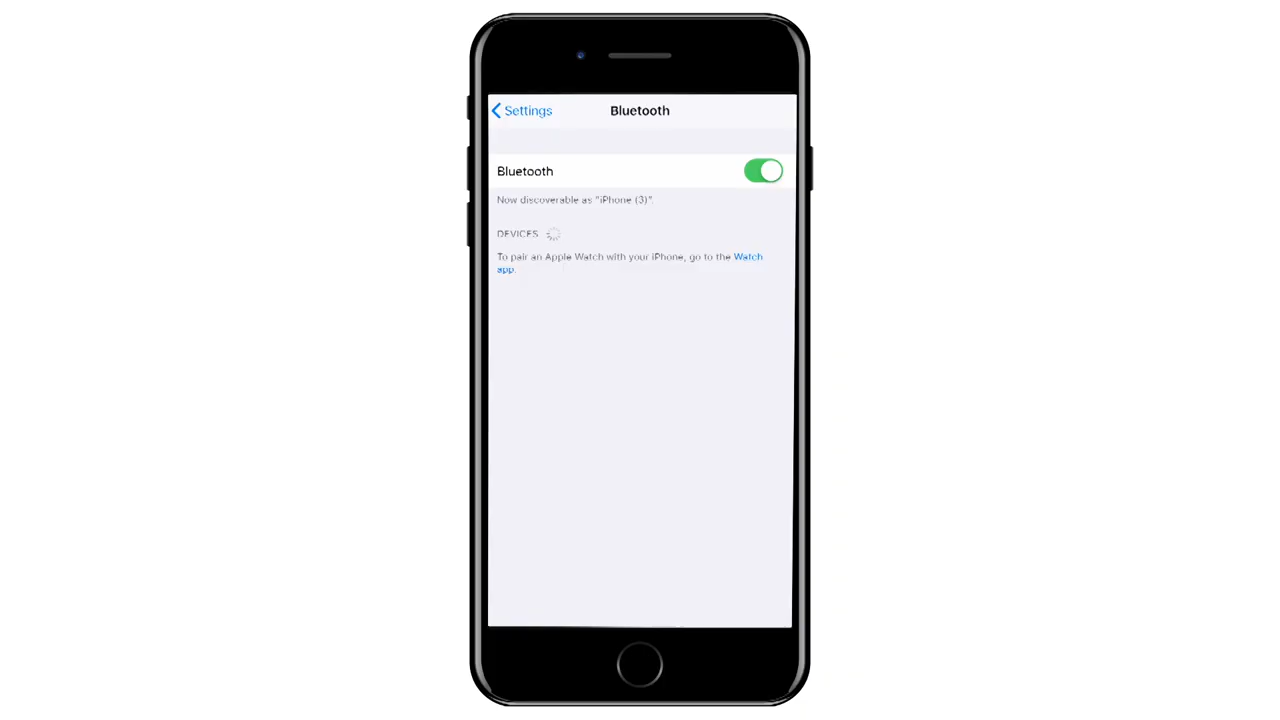 Settings
Bluetooth
Bluetooth
Now discoverable as "iPhone (3)".
DEVICES
To pair an Apple Watch with your iPhone, go to the Watch
app.